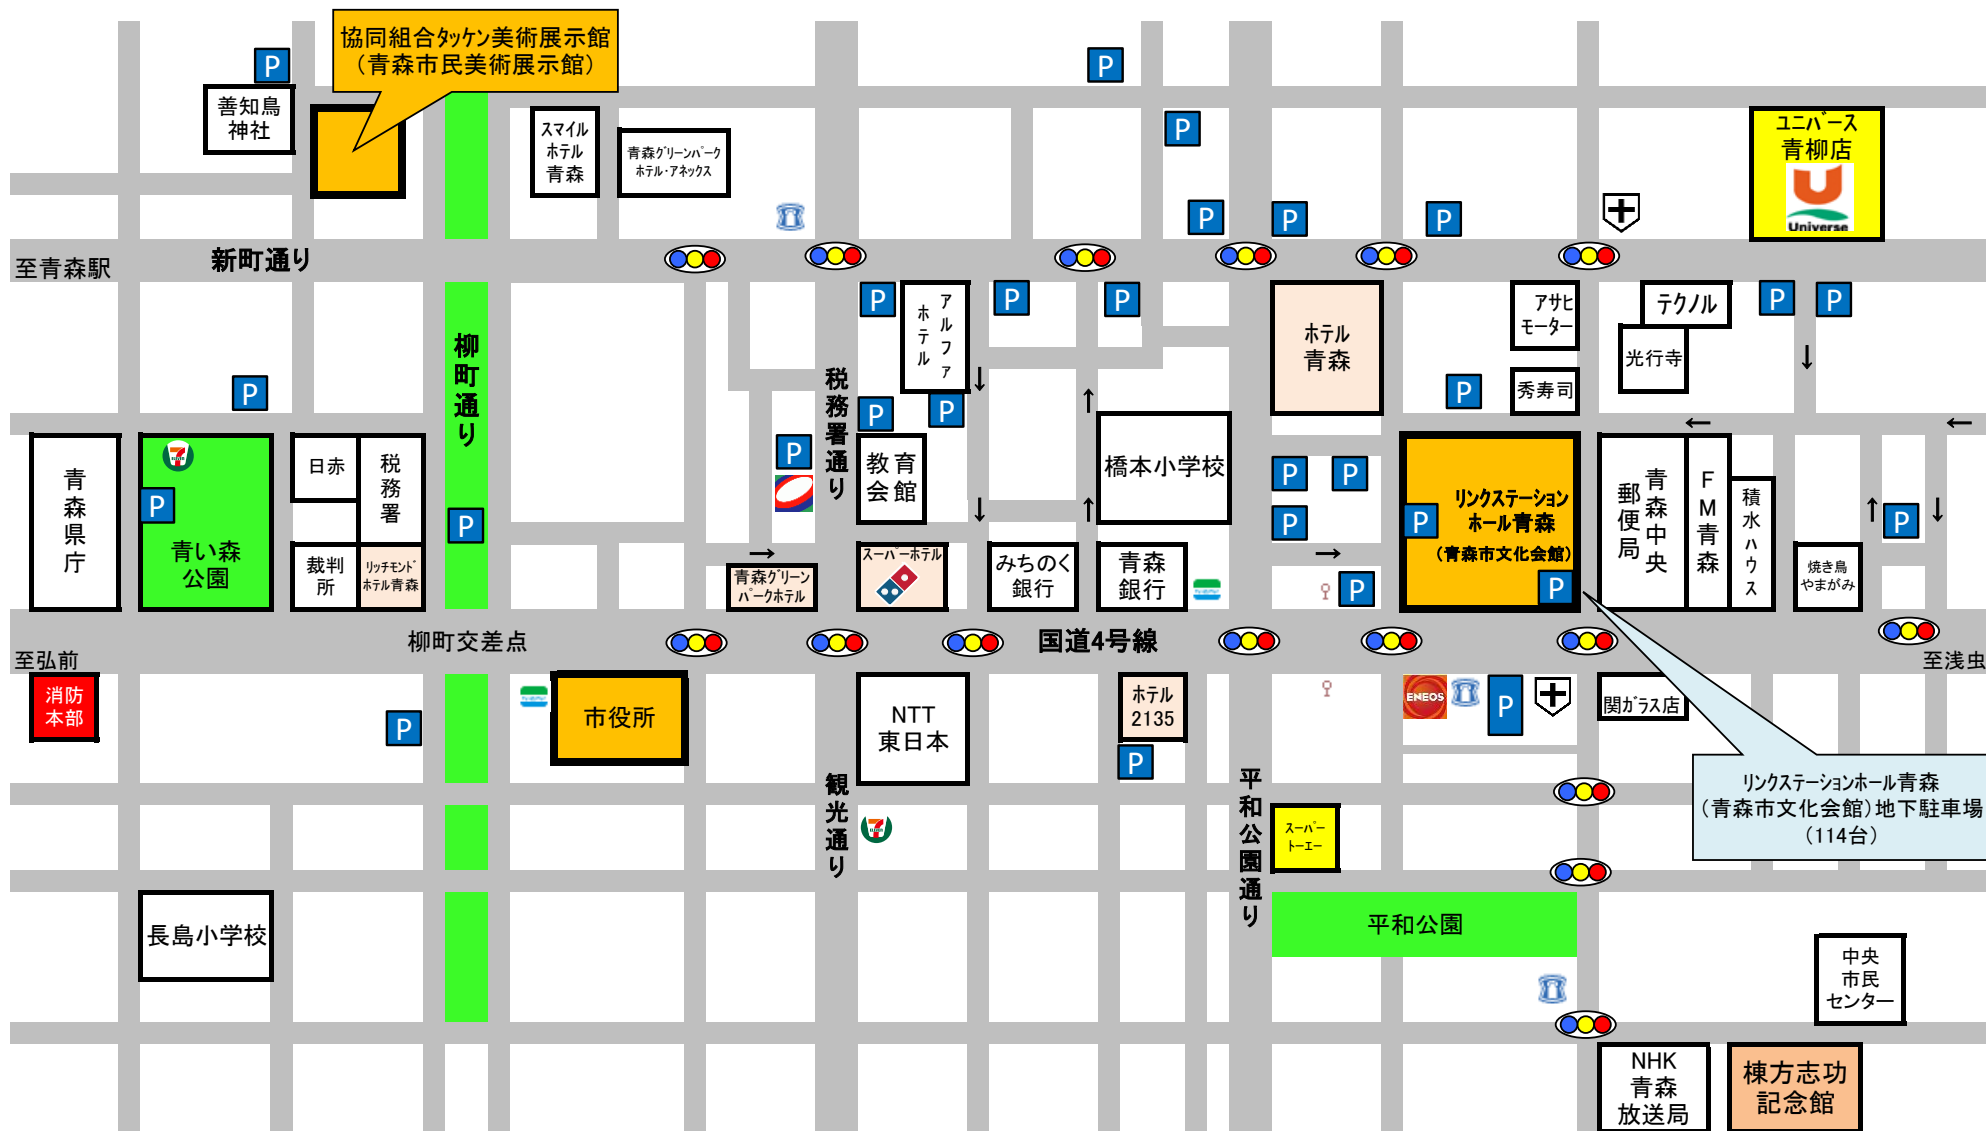 協同組合タッケン美術展示館
(青森市民美術展示館)
P
P
善知鳥
神社
スマイル
ホテル
青森
青森グリーンパーク
ホテル・アネックス
P
ユニバース
青柳店
Universe
P
P
P
新町通り
至青森駅
P
アルファ
ホテル
P
P
ホテル
青森
アサヒ
モーター
テクノル
P
P
光行寺
柳町通り
税務署通り
P
P
P
P
秀寿司
青森県庁
7
ELEVEN
P
青い森
公園
日赤
税務署
裁判
所
リッチモンド
ホテル青森
P
P
教育
会館
橋本小学校
P
P
P
P
リンクステーション
ホール青森
(青森市文化会館)
P
青森中央
郵便局
FM青森
積水ハウス
P
焼き鳥
やまがみ
青森グリーン
パークホテル
スーパーホテル
みちのく
銀行
青森
銀行
P
柳町交差点
国道4号線
至弘前
至浅虫
消防
本部
P
市役所
NTT
東日本
ホテル
2135
P
ENEOS
P
関ガラス店
リンクステーションホール青森
(青森市文化会館)地下駐車場
(114台)
観光通り
7
ELEVEN
平和公園通り
スーパー
トーエー
長島小学校
平和公園
中央
市民
センター
NHK
青森
放送局
棟方志功
記念館